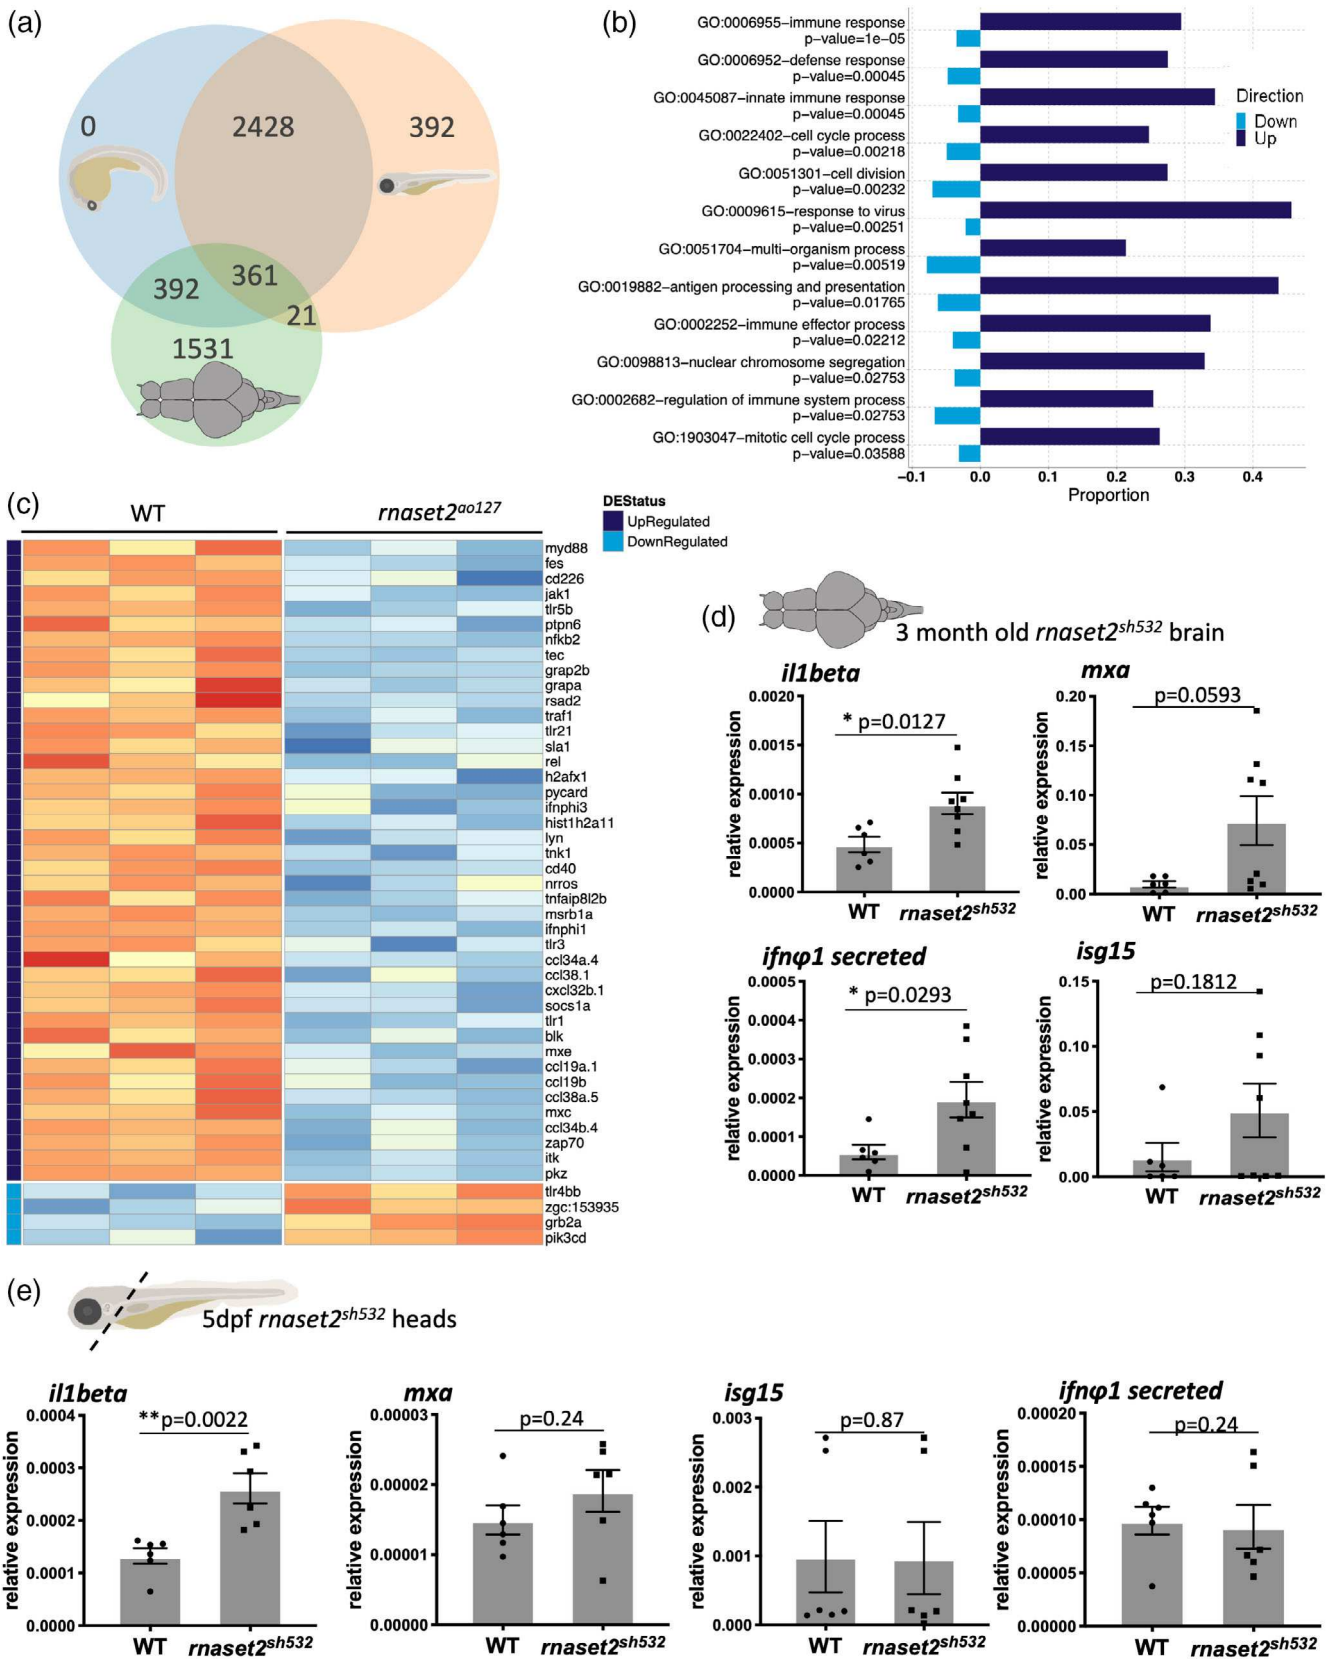 (a)
0
2428
392
392
361
21
1531
(b)
GO:0006955−immune response
p−value=1e−05
GO:0006952−defense response
p−value=0.00045
GO:0045087−innate immune response
p−value=0.00045
GO:0022402−cell cycle process
p−value=0.00218
GO:0051301−cell division
p−value=0.00232
GO:0009615−response to virus
p−value=0.00251
GO:0051704−multi−organism process
p−value=0.00519
GO:0019882−antigen processing and presentation
p−value=0.01765
GO:0002252−immune effector process
p−value=0.02212
GO:0098813−nuclear chromosome segregation
p−value=0.02753
GO:0002682−regulation of immune system process
p−value=0.02753
GO:1903047−mitotic cell cycle process
p−value=0.03588
−0.1 0.0 0.1 0.2 0.3 0.4
Proportion
Direction
Down
Up
(c)
WT rnaset2ao127
DEStatus
UpRegulated
DownRegulated
myd88
fes
cd226
jak1
tlr5b
ptpn6
nfkb2
tec
grap2b
grapa
rsad2
traf1
tlr21
sla1
rel
h2afx1
pycard
ifnphi3
hist1h2a11
lyn
tnk1
cd40
nrros
tnfaip8l2b
msrb1a
ifnphi1
tlr3
ccl34a.4
ccl38.1
cxcl32b.1
socs1a
tlr1
blk
mxe
ccl19a.1
ccl19b
ccl38a.5
mxc
ccl34b.4
zap70
itk
pkz
tlr4bb
zgc:153935
grb2a
pik3cd
(d)
3 month old rnaset2sh532 brain
il1beta
relative expression
0.0020
0.0015
0.0010
0.0005
0.0000
* p=0.0127
WT rnaset2sh532
mxa
relative expression
0.20
0.15
0.10
0.05
0.00
p=0.0593
WT rnaset2sh532
ifnφ1 secreted
relative expression
0.0005
0.0004
0.0003
0.0002
0.0001
0.0000
* p=0.0293
WT rnaset2sh532
isg15
relative expression
0.15
0.10
0.05
0.00
p=0.1812
WT rnaset2sh532
(e)
5dpf rnaset2sh532 heads
il1beta
relative expression
0.0004
0.0003
0.0002
0.0001
0.0000
**p=0.0022
WT rnaset2sh532
mxa
relative expression
0.00003
0.00002
0.00001
0.00000
p=0.24
WT rnaset2sh532
isg15
relative expression
0.003
0.002
0.001
0.000
p=0.87
WT rnaset2sh532
ifnφ1 secreted
relative expression
0.00020
0.00015
0.00010
0.00005
0.00000
p=0.24
WT rnaset2sh532